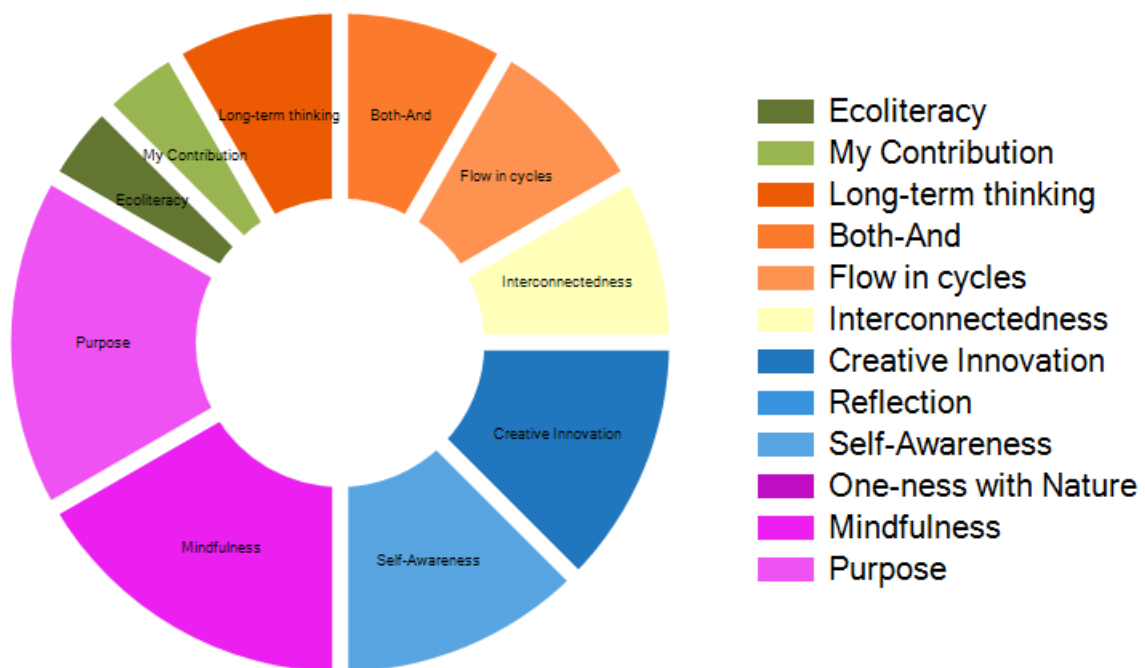 Long-term thinking
Both-And
My Contribution
Flow in cycles
Ecoliteracy
Interconnectedness
Purpose
Creative Innovation
Mindfulness
Self-Awareness
Ecoliteracy
My Contribution
Long-term thinking
Both-And
Flow in cycles
Interconnectedness
Creative Innovation
Reflection
Self-Awareness
One-ness with Nature
Mindfulness
Purpose